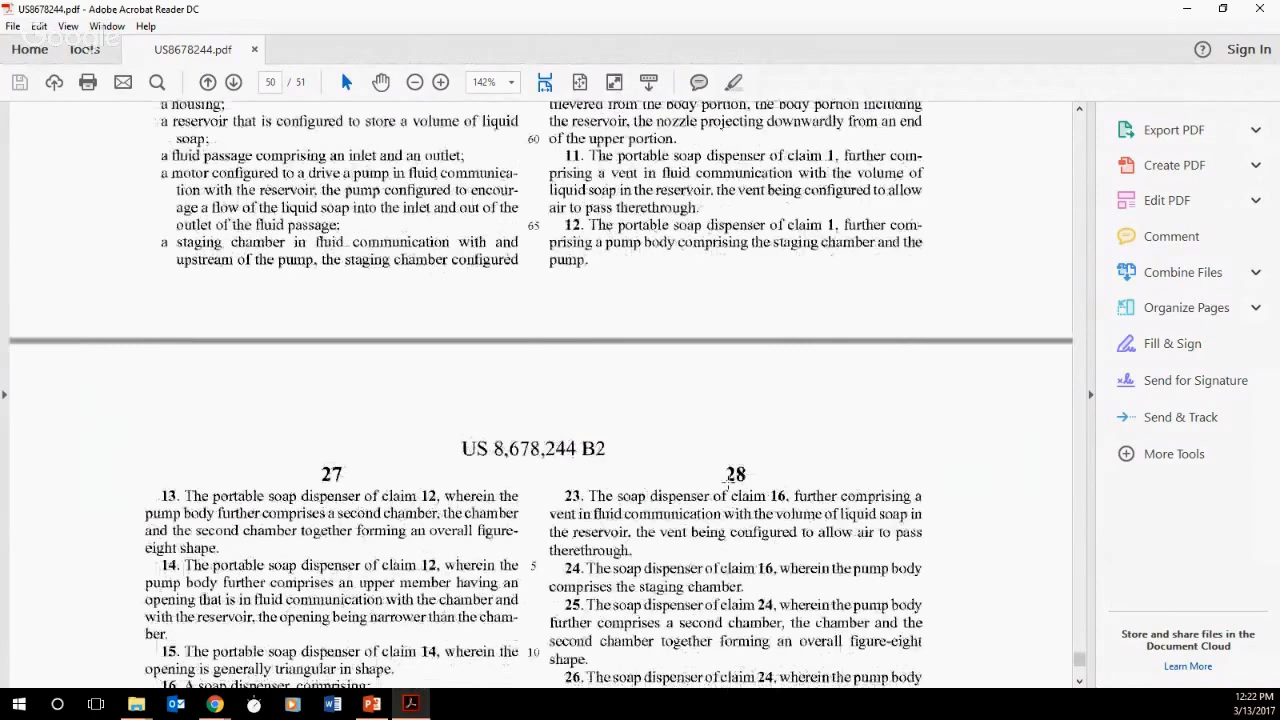 US8678244.pdf - Adobe Acrobat Reader DC
File Edit View Window Help
Google
Home Tools US8678244.pdf × Sign In
50 / 51 142%
a housing;
a reservoir that is configured to store a volume of liquid
soap;
a fluid passage comprising an inlet and an outlet;
a motor configured to a drive a pump in fluid communica-
tion with the reservoir, the pump configured to encour-
age a flow of the liquid soap into the inlet and out of the
outlet of the fluid passage;
a staging chamber in fluid communication with and
upstream of the pump, the staging chamber configured
60
65
tilevered from the body portion, the body portion including
the reservoir, the nozzle projecting downwardly from an end
of the upper portion.
11. The portable soap dispenser of claim 1, further com-
prising a vent in fluid communication with the volume of
liquid soap in the reservoir, the vent being configured to allow
air to pass therethrough.
12. The portable soap dispenser of claim 1, further com-
prising a pump body comprising the staging chamber and the
pump.
US 8,678,244 B2
27
13. The portable soap dispenser of claim 12, wherein the
pump body further comprises a second chamber, the chamber
and the second chamber together forming an overall figure-
eight shape.
14. The portable soap dispenser of claim 12, wherein the
pump body further comprises an upper member having an
opening that is in fluid communication with the chamber and
with the reservoir, the opening being narrower than the cham-
ber.
15. The portable soap dispenser of claim 14, wherein the
opening is generally triangular in shape.
16. A soap dispenser, comprising:
5
10
28
23. The soap dispenser of claim 16, further comprising a
vent in fluid communication with the volume of liquid soap in
the reservoir, the vent being configured to allow air to pass
therethrough.
24. The soap dispenser of claim 16, wherein the pump body
comprises the staging chamber.
25. The soap dispenser of claim 24, wherein the pump body
further comprises a second chamber, the chamber and the
second chamber together forming an overall figure-eight
shape.
26. The soap dispenser of claim 24, wherein the pump body
Export PDF
Create PDF
Edit PDF
Comment
Combine Files
Organize Pages
Fill & Sign
Send for Signature
Send & Track
More Tools
Store and share files in the
Document Cloud
Learn More
12:22 PM
3/13/2017